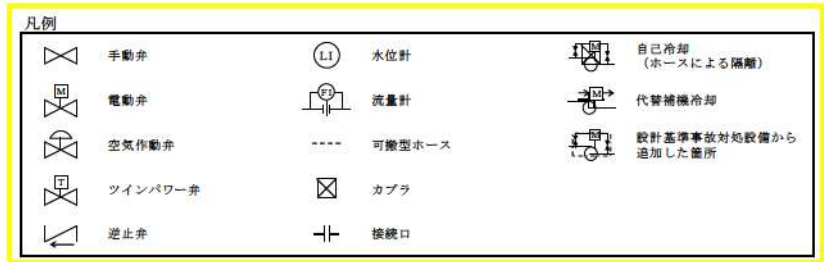 凡例
手動弁
M
電動弁
空気作動弁
T
ツインパワー弁
逆止弁
LI
水位計
FI
流量計
可搬型ホース
カプラ
接続口
M
自己冷却
（ホースによる隔離）
M
代替補機冷却
M
設計基準事故対処設備から
追加した箇所